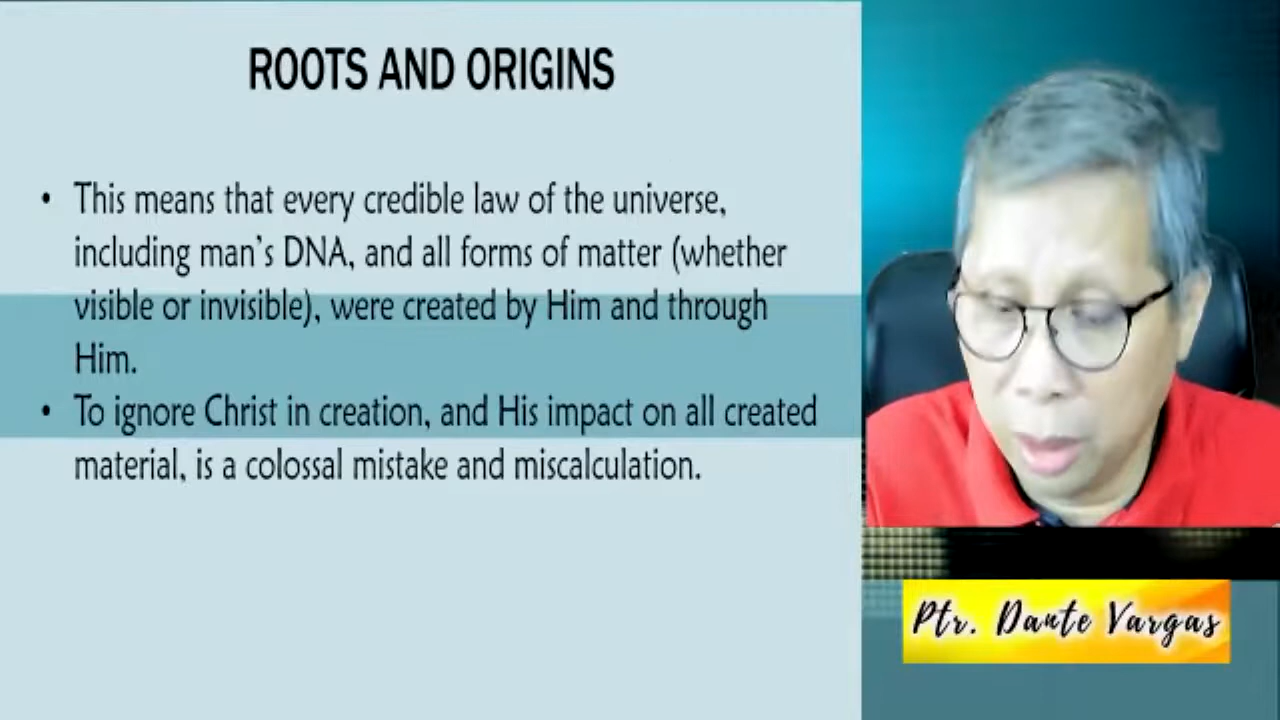 ROOTS AND ORIGINS
• This means that every credible law of the universe,
including man's DNA, and all forms of matter (whether
visible or invisible), were created by Him and through
Him.
• To ignore Christ in creation, and His impact on all created
material, is a colossal mistake and miscalculation.
Ptr. Dante Vargas